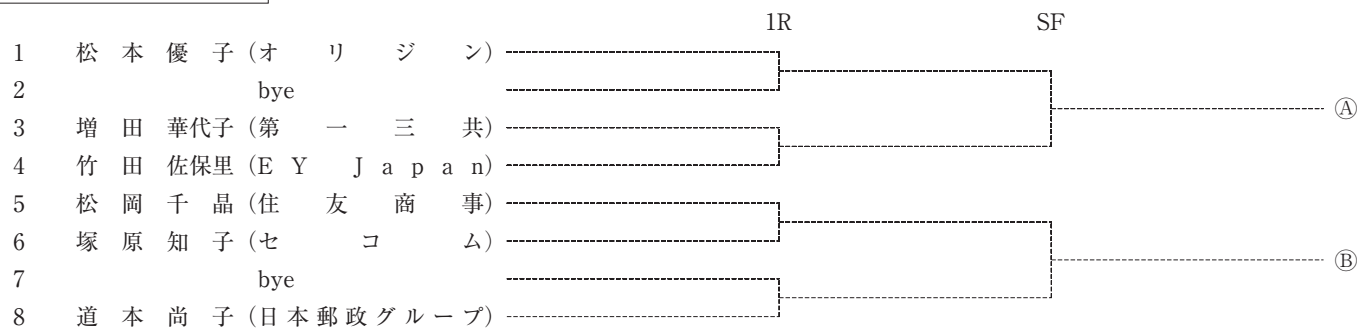 1R SF
1 松本優子(オリジン)
2 bye
Ⓐ
3 増田華代子(第一三共)
4 竹田佐保里(EY Japan)
5 松岡千晶(住友商事)
6 塚原知子(セコム)
Ⓑ
7 bye
8 道本尚子(日本郵政グループ)